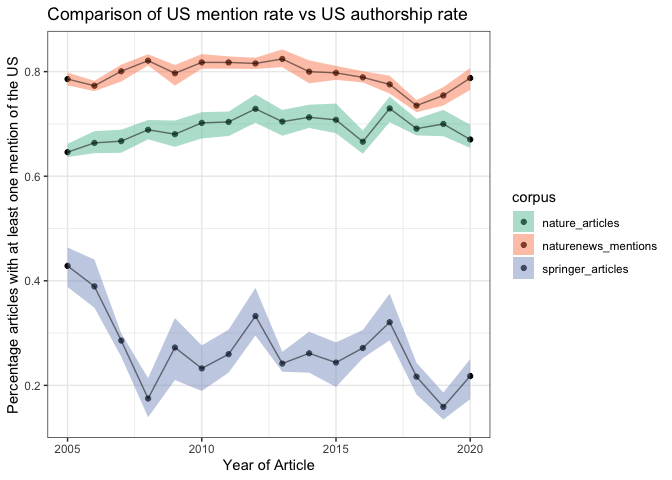 Comparison of US mention rate vs US authorship rate
Percentage articles with at least one mention of the US
0.8
0.6
0.4
0.2
2005
2010
2015
2020
Year of Article
corpus
nature_articles
naturenews_mentions
springer_articles